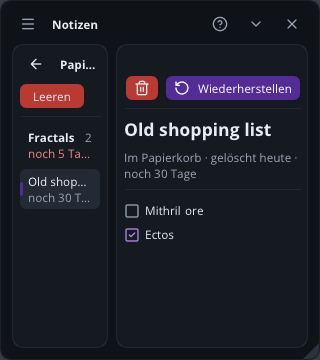 Notizen
Papi...
Leeren
Fractals 2
noch 5 Ta...
Old shop...
noch 30 T...
Wiederherstellen
Old shopping list
Im Papierkorb · gelöscht heute ·
noch 30 Tage
Mithril ore
Ectos